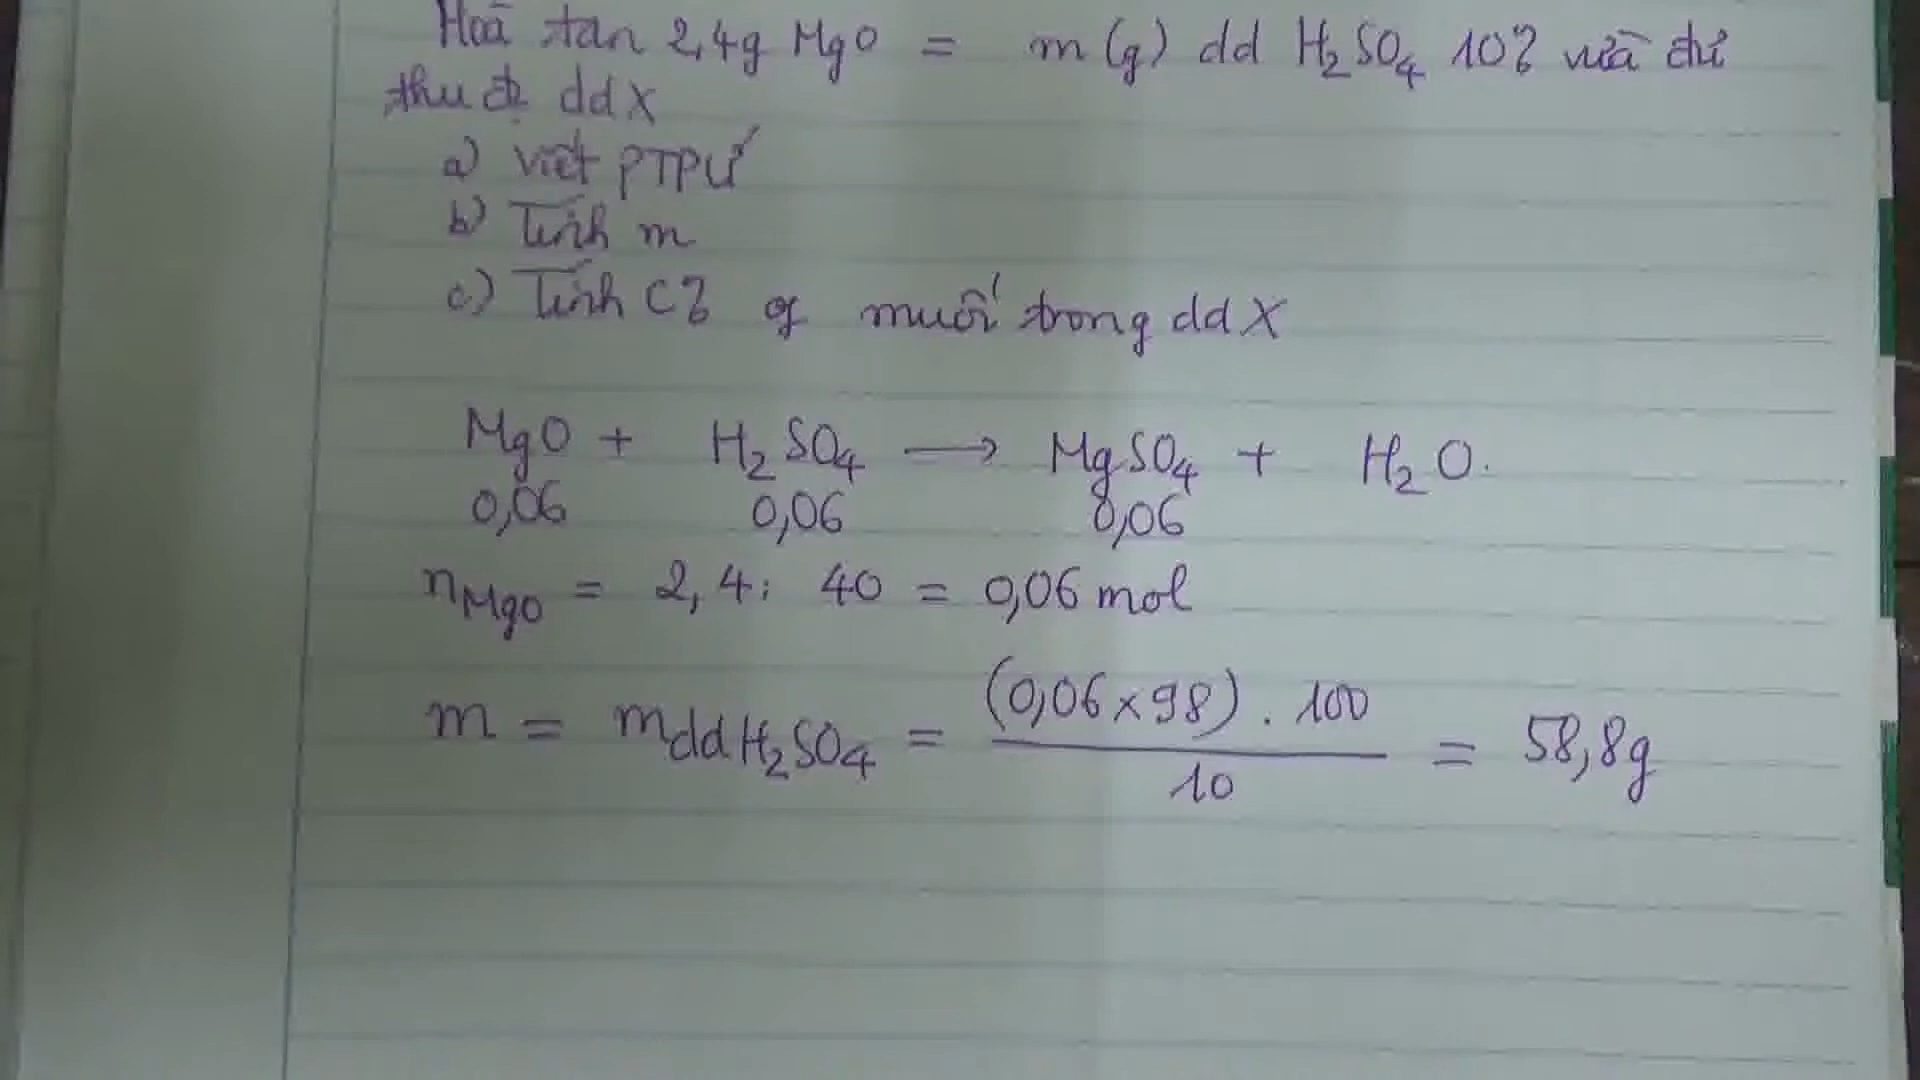 Hoà tan 2,4g MgO = m (g) dd H₂SO₄ 10% vừa đủ
thu đc dd X
a) viết PTPƯ
b) Tính m
c) Tính C% of muối trong dd X
MgO + H₂SO₄ → MgSO₄ + H₂O.
0,06 0,06 0,06
nMgO = 2,4 : 40 = 0,06 mol
m = mdd H₂SO₄ = (0,06 x 98) . 100 / 10 = 58,8g